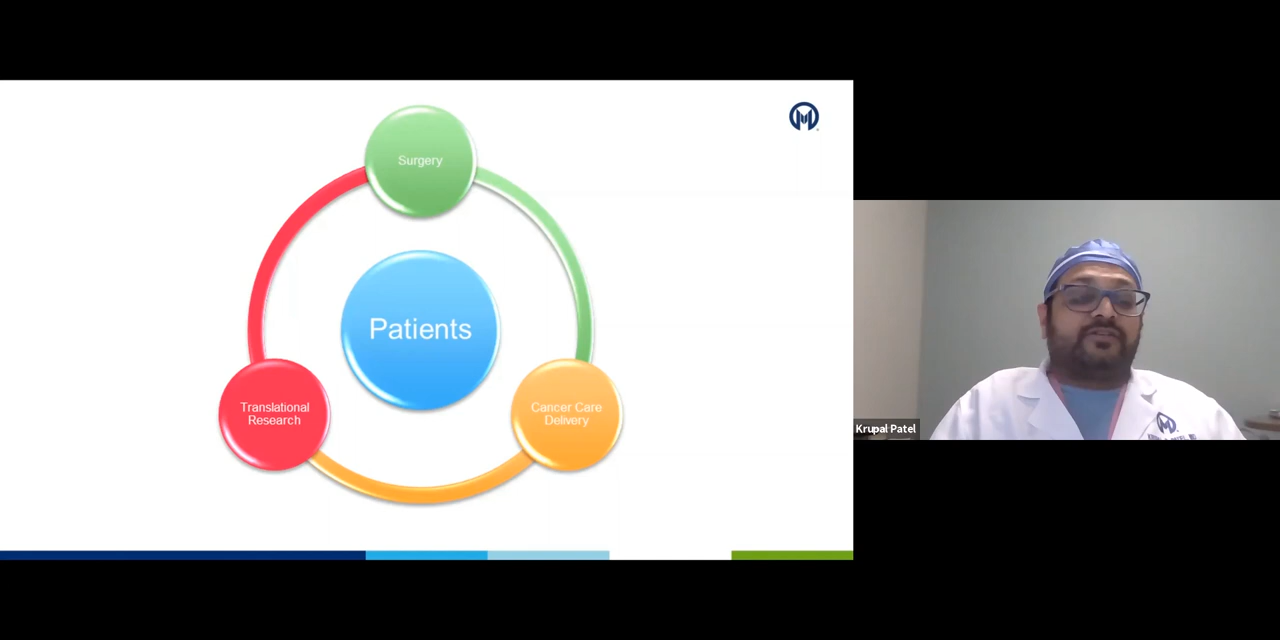 Surgery
Patients
Translational
Research
Cancer Care
Delivery
Krupal Patel